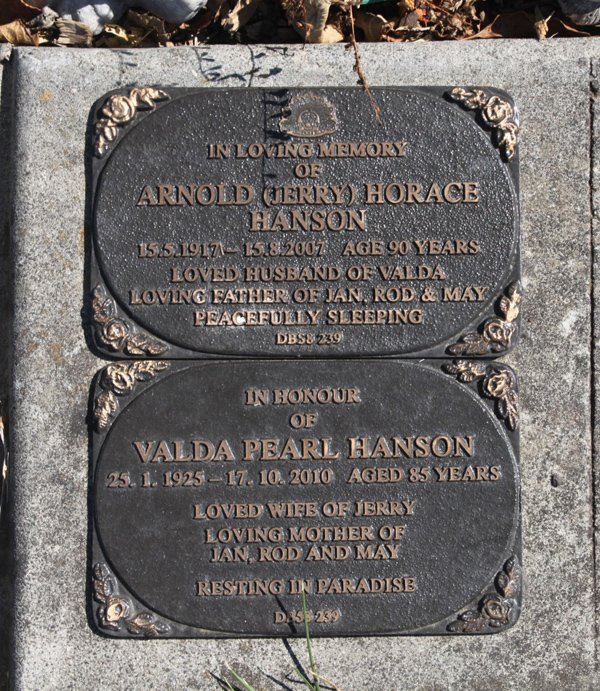 IN LOVING MEMORY
OF
ARNOLD (JERRY) HORACE
HANSON
15.5.1917 – 15.8.2007 AGE 90 YEARS
LOVED HUSBAND OF VALDA
LOVING FATHER OF JAN, ROD & MAY
PEACEFULLY SLEEPING
DBS8 239
IN HONOUR
OF
VALDA PEARL HANSON
25. 1. 1925 – 17. 10. 2010 AGED 85 YEARS
LOVED WIFE OF JERRY
LOVING MOTHER OF
JAN, ROD AND MAY
RESTING IN PARADISE
239